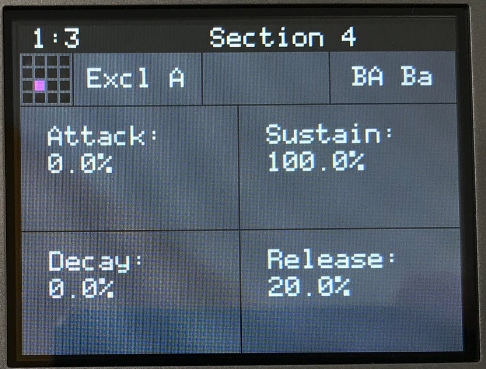 1:3 Section 4
Excl A BA Ba
Attack: Sustain:
0.0% 100.0%
Decay: Release:
0.0% 20.0%